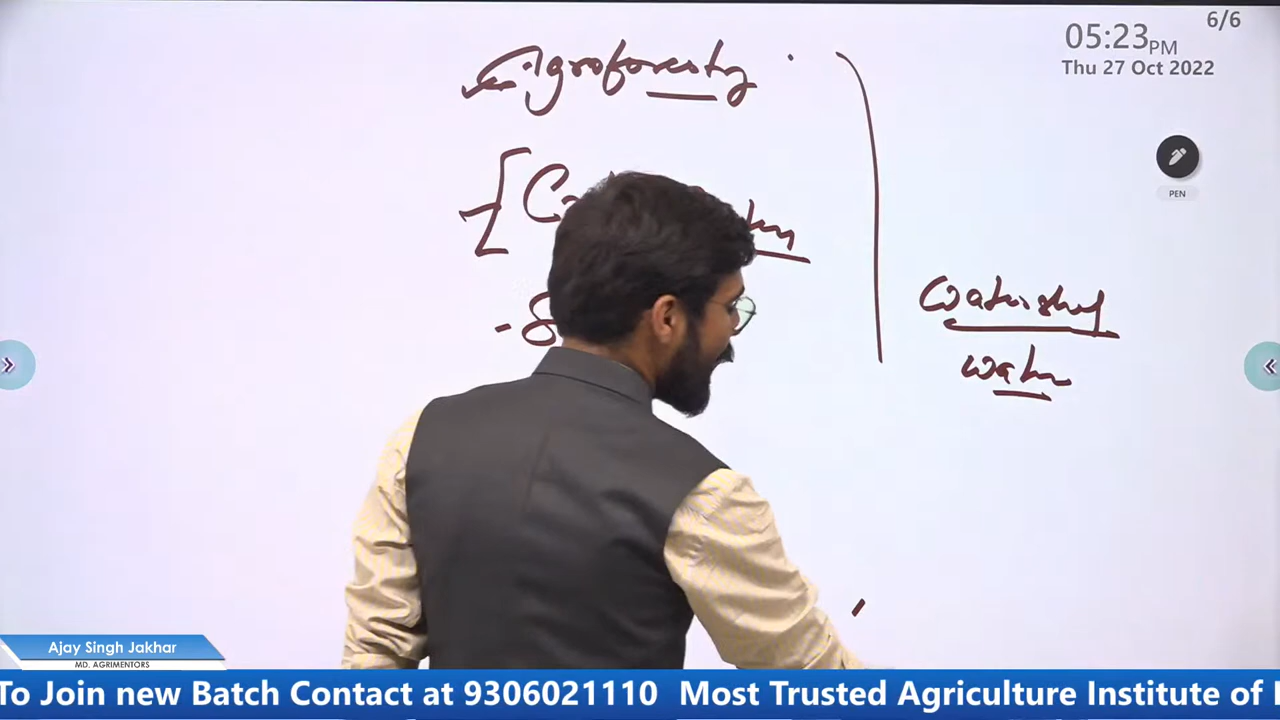 6/6
05:23PM
Thu 27 Oct 2022
PEN
Agroforestry
Watershed
water
Ajay Singh Jakhar
MD. AGRIMENTORS
To Join new Batch Contact at 9306021110 Most Trusted Agriculture Institute of